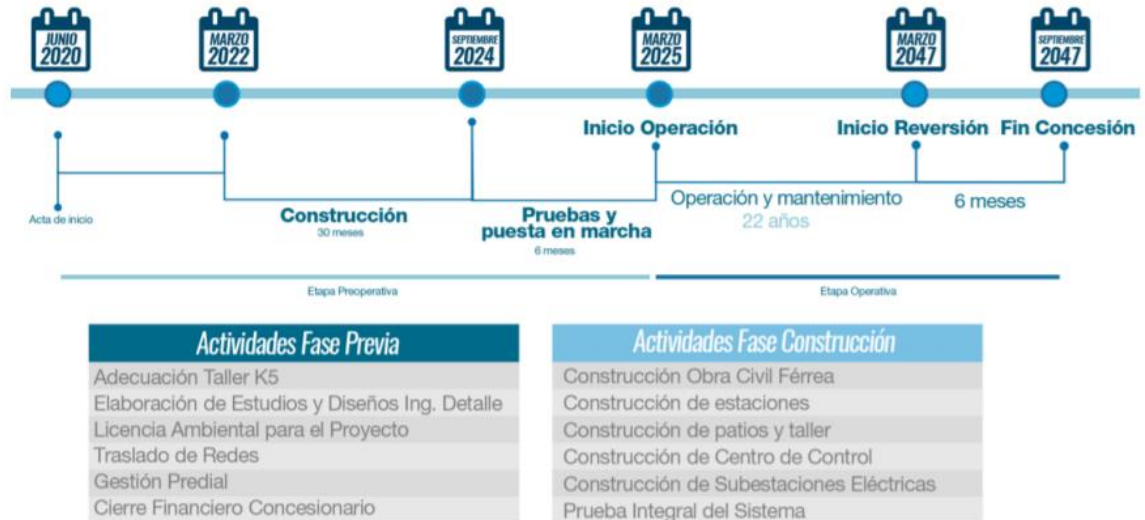 JUNIO
2020
MARZO
2022
SEPTIEMBRE
2024
MARZO
2025
MARZO
2047
SEPTIEMBRE
2047
Inicio Operación
Inicio Reversión
Fin Concesión
Acta de inicio
Construcción
30 meses
Pruebas y
puesta en marcha
6 meses
Operación y mantenimiento
22 años
6 meses
Etapa Preoperativa
Etapa Operativa
Actividades Fase Previa
Adecuación Taller K5
Elaboración de Estudios y Diseños Ing. Detalle
Licencia Ambiental para el Proyecto
Traslado de Redes
Gestión Predial
Cierre Financiero Concesionario
Actividades Fase Construcción
Construcción Obra Civil Férrea
Construcción de estaciones
Construcción de patios y taller
Construcción de Centro de Control
Construcción de Subestaciones Eléctricas
Prueba Integral del Sistema